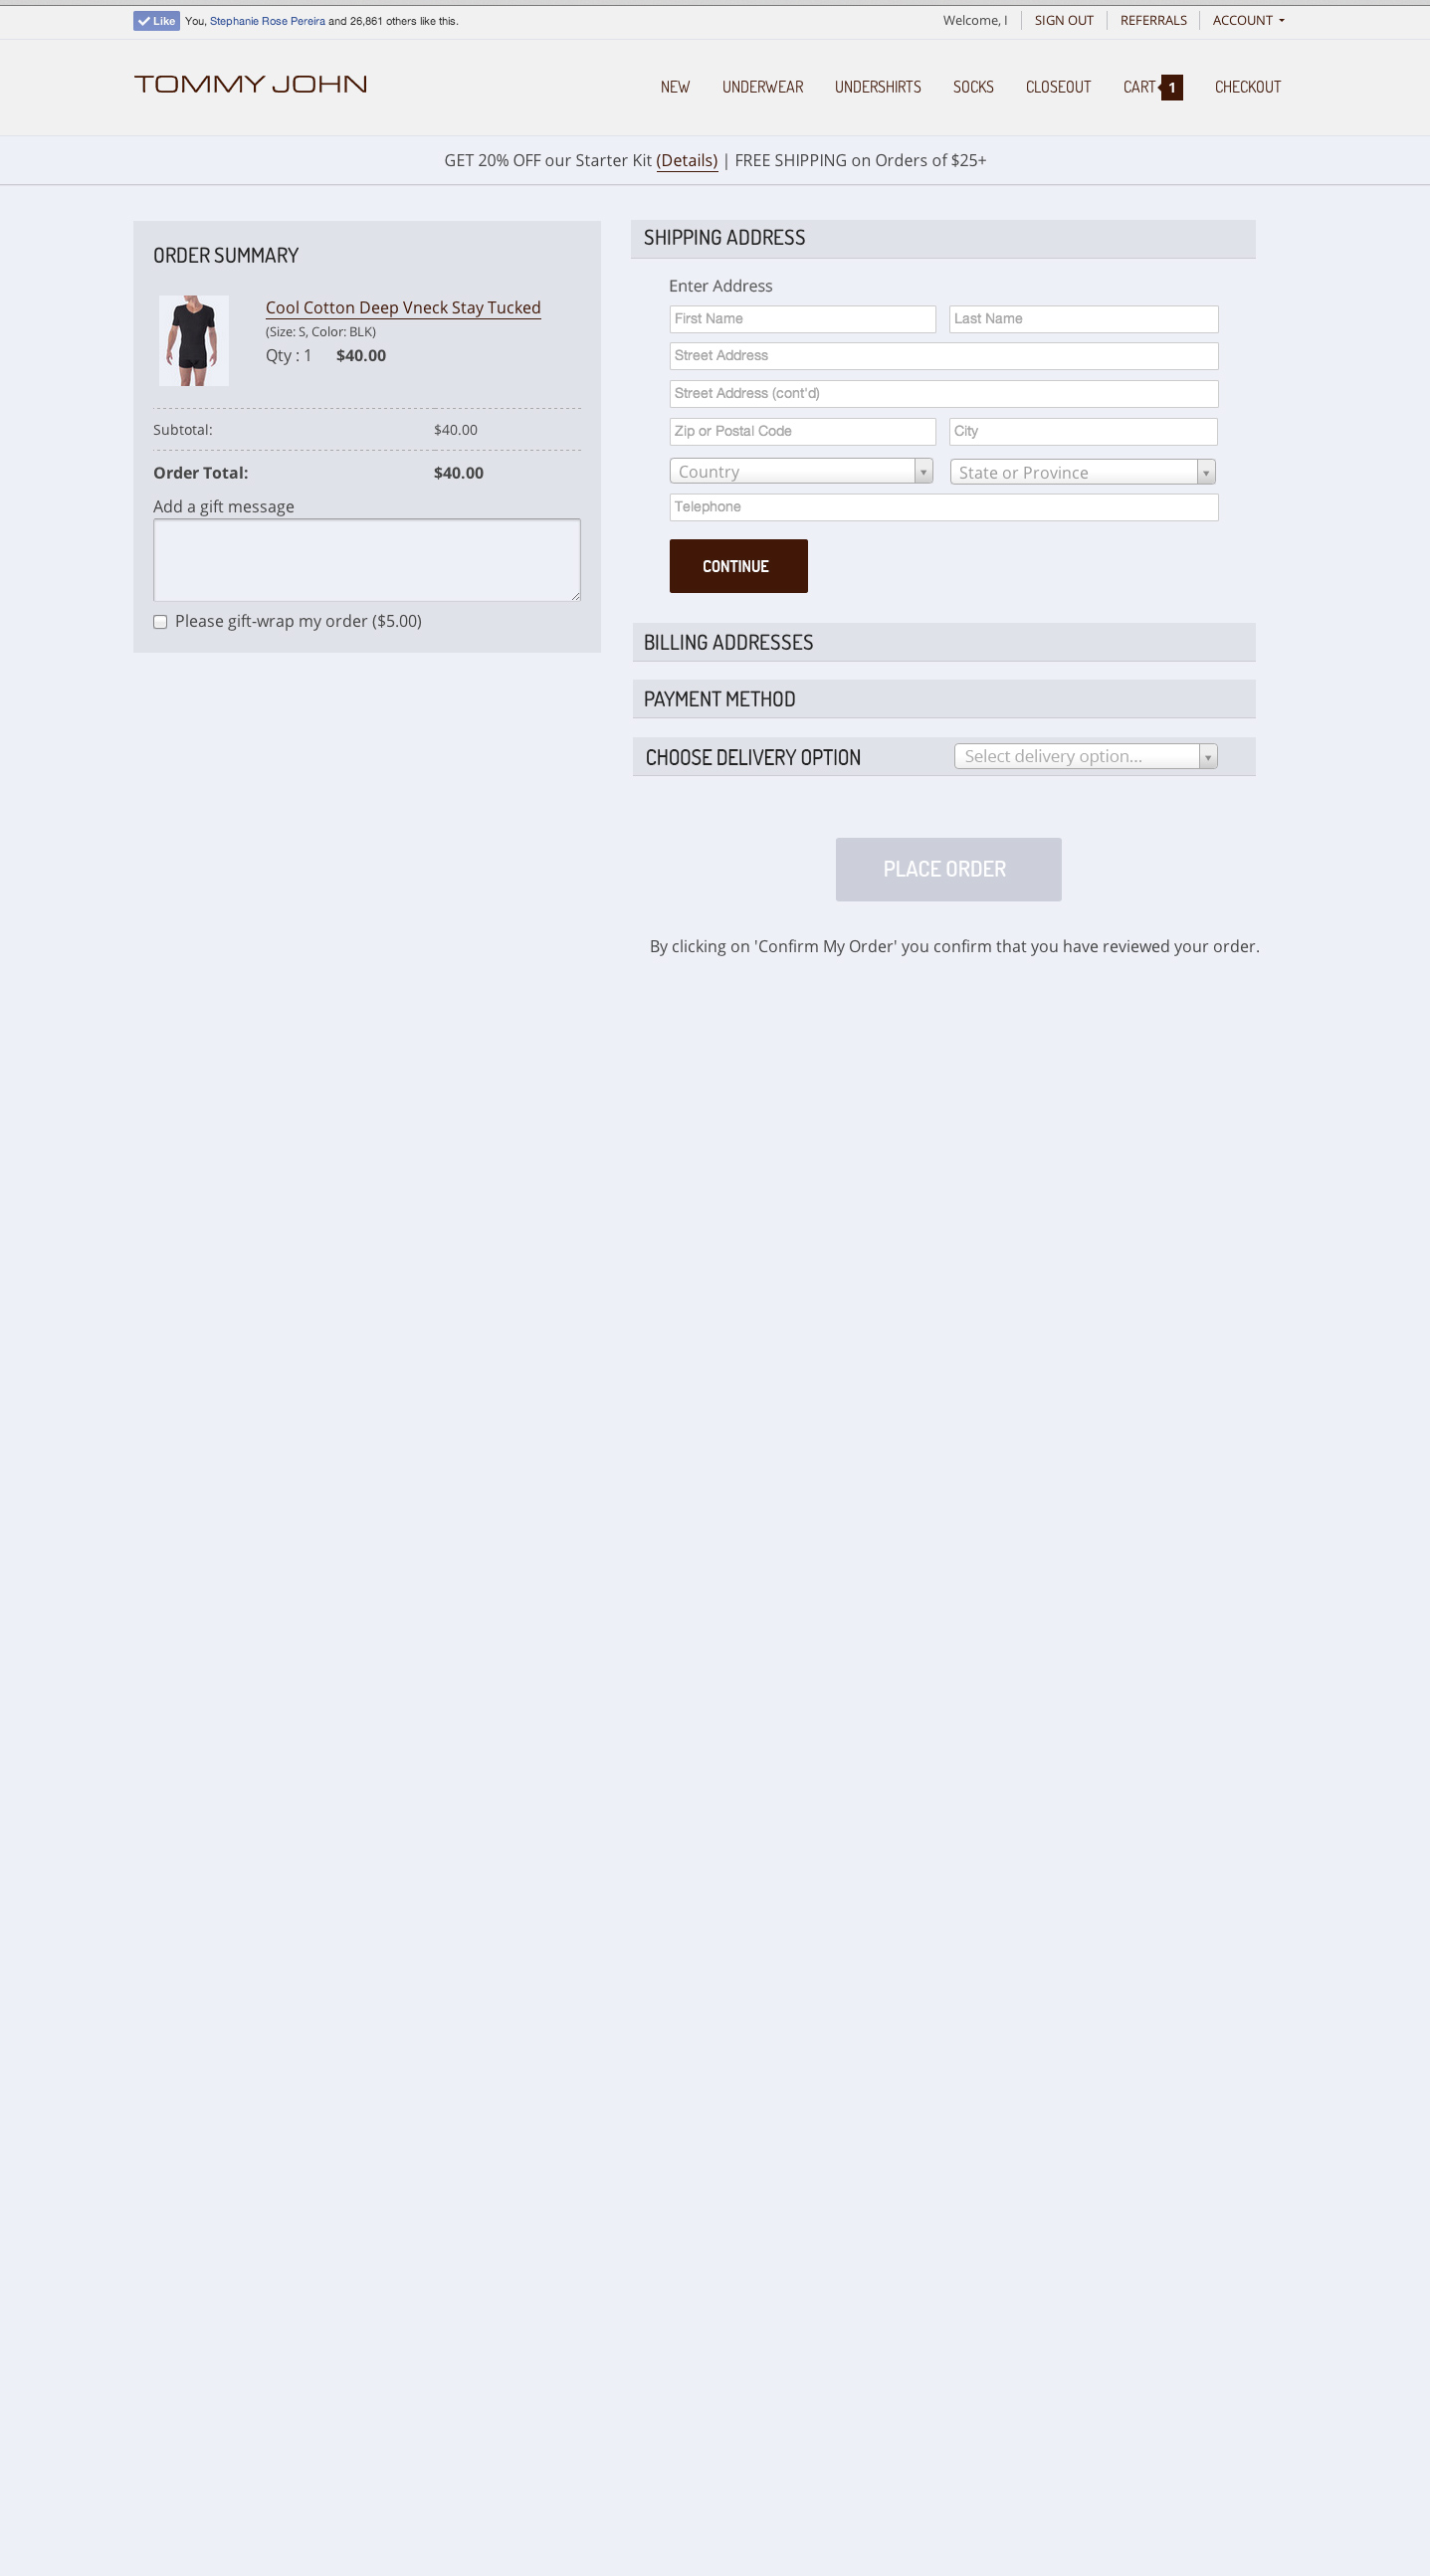 Like You, Stephanie Rose Pereira and 26,861 others like this.
Welcome, I SIGN OUT REFERRALS ACCOUNT
TOMMY JOHN
NEW UNDERWEAR UNDERSHIRTS SOCKS CLOSEOUT CART 1 CHECKOUT
GET 20% OFF our Starter Kit (Details) | FREE SHIPPING on Orders of $25+
ORDER SUMMARY
Cool Cotton Deep Vneck Stay Tucked
(Size: S, Color: BLK)
Qty : 1 $40.00
Subtotal: $40.00
Order Total: $40.00
Add a gift message
Please gift-wrap my order ($5.00)
SHIPPING ADDRESS
Enter Address
First Name Last Name
Street Address
Street Address (cont'd)
Zip or Postal Code City
Country State or Province
Telephone
CONTINUE
BILLING ADDRESSES
PAYMENT METHOD
CHOOSE DELIVERY OPTION Select delivery option...
PLACE ORDER
By clicking on 'Confirm My Order' you confirm that you have reviewed your order.